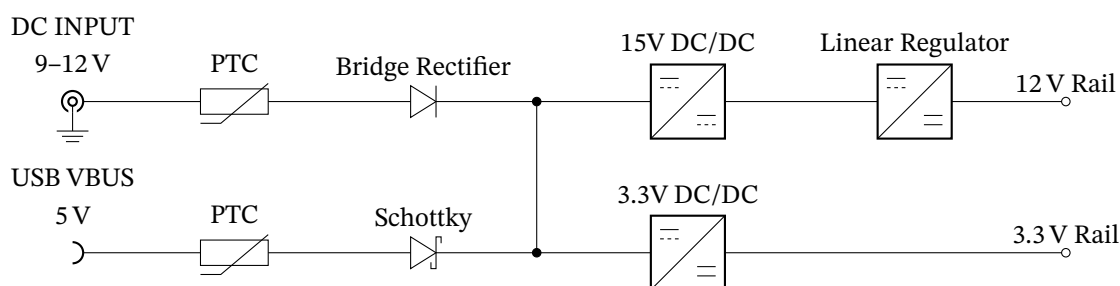 DC INPUT
9–12 V
PTC
Bridge Rectifier
15V DC/DC
Linear Regulator
12 V Rail
USB VBUS
5 V
PTC
Schottky
3.3V DC/DC
3.3 V Rail